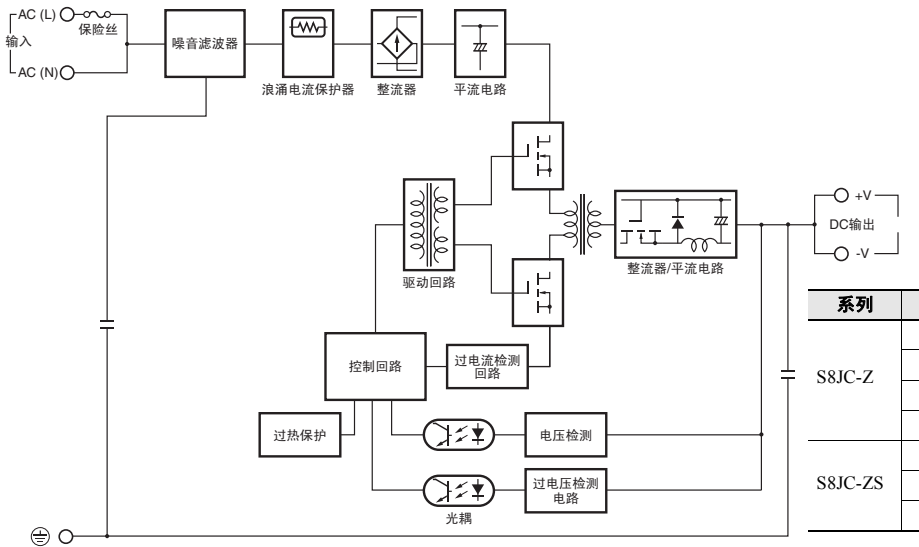 AC (L)
保险丝
输入
AC (N)
噪音滤波器
浪涌电流保护器
整流器
平流电路
驱动回路
整流器/平流电路
+V
DC输出
-V
控制回路
过电流检测
回路
过热保护
电压检测
过电压检测
电路
光耦
系列
S8JC-Z
S8JC-ZS